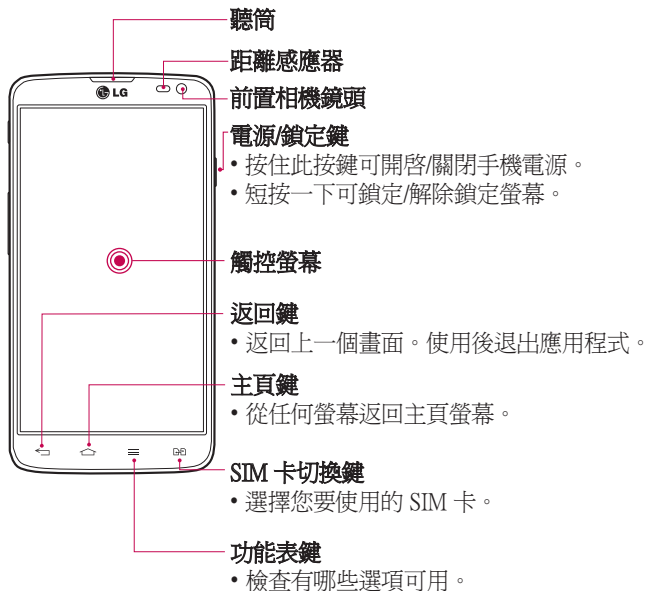 聽筒
距離感應器
LG
前置相機鏡頭
電源/鎖定鍵
• 按住此按鍵可開啓/關閉手機電源。
• 短按一下可鎖定/解除鎖定螢幕。
觸控螢幕
返回鍵
• 返回上一個畫面。使用後退出應用程式。
主頁鍵
• 從任何螢幕返回主頁螢幕。
SIM 卡切換鍵
• 選擇您要使用的 SIM 卡。
功能表鍵
• 檢查有哪些選項可用。